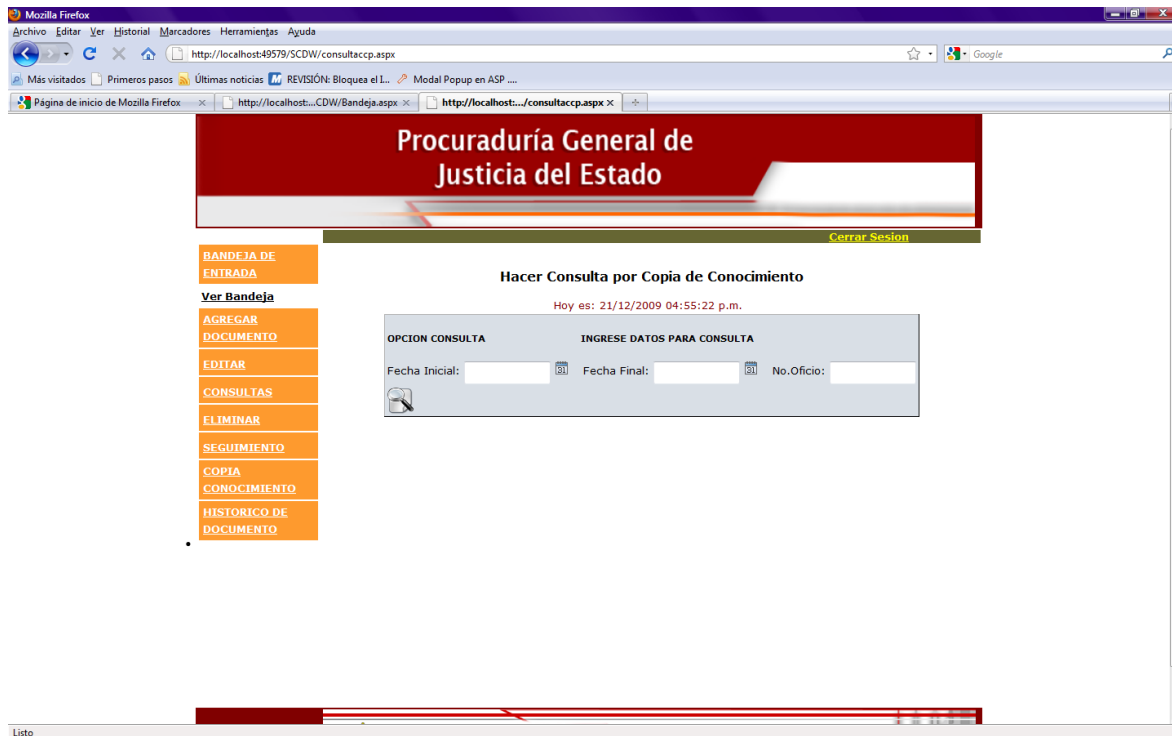 Mozilla Firefox
Archivo Editar Ver Historial Marcadores Herramientas Ayuda
http://localhost:49579/SCDW/consultaccp.aspx
Google
Más visitados Primeros pasos Últimas noticias REVISIÓN: Bloquea el I... Modal Popup en ASP ....
Página de inicio de Mozilla Firefox http://localhost:...CDW/Bandeja.aspx http://localhost:.../consultaccp.aspx
Procuraduría General de
Justicia del Estado
Cerrar Sesion
BANDEJA DE
ENTRADA
Ver Bandeja
AGREGAR
DOCUMENTO
EDITAR
CONSULTAS
ELIMINAR
SEGUIMIENTO
COPIA
CONOCIMIENTO
HISTORICO DE
DOCUMENTO
Hacer Consulta por Copia de Conocimiento
Hoy es: 21/12/2009 04:55:22 p.m.
OPCION CONSULTA INGRESE DATOS PARA CONSULTA
Fecha Inicial: 31 Fecha Final: 31 No.Oficio:
Listo